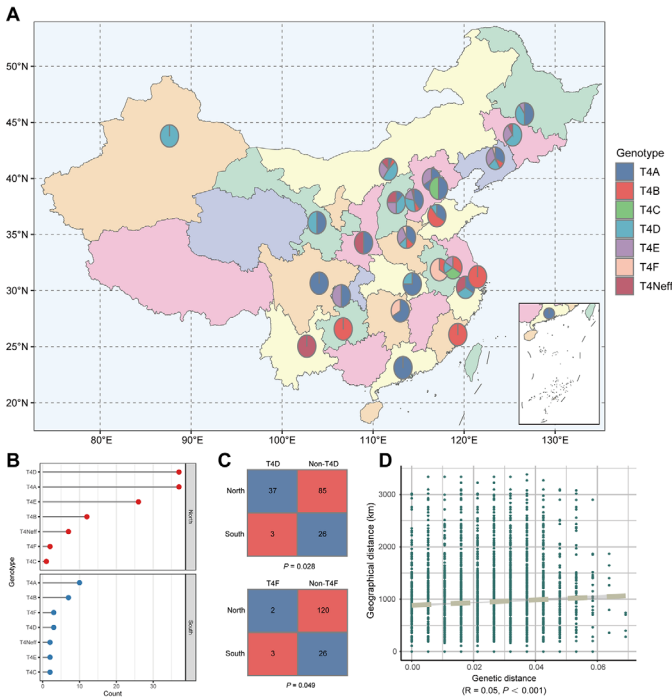 A
50°N
45°N
40°N
35°N
30°N
25°N
20°N
80°E
90°E
100°E
110°E
120°E
130°E
Genotype
T4A
T4B
T4C
T4D
T4E
T4F
T4Neff
B
Genotype
T4D
T4A
T4E
T4B
T4Neff
T4F
T4C
North
T4A
T4B
T4F
T4D
T4Neff
T4E
T4C
South
0 10 20 30
Count
C
T4D Non-T4D
North 37 85
South 3 26
P = 0.028
T4F Non-T4F
North 2 120
South 3 26
P = 0.049
D
Geographical distance (km)
3000
2000
1000
0
0.00 0.02 0.04 0.06
Genetic distance
(R = 0.05, P < 0.001)